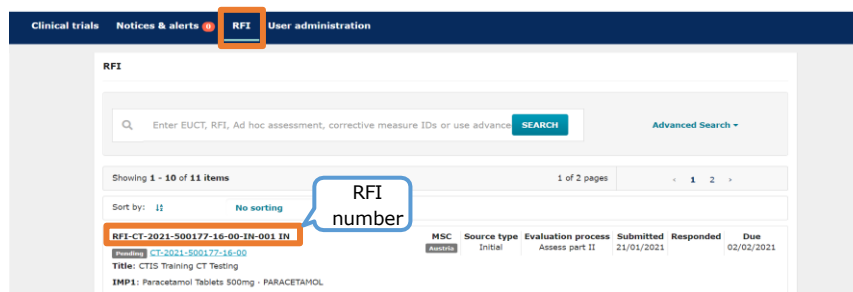 Clinical trials Notices & alerts 0 RFI User administration
RFI
Enter EUCT, RFI, Ad hoc assessment, corrective measure IDs or use advance SEARCH Advanced Search
Showing 1 - 10 of 11 items 1 of 2 pages ‹ 1 2 ›
Sort by: No sorting
RFI
number
RFI-CT-2021-500177-16-00-IN-001 IN MSC Source type Evaluation process Submitted Responded Due
Pending CT-2021-500177-16-00 Austria Initial Assess part II 21/01/2021 02/02/2021
Title: CTIS Training CT Testing
IMP1: Paracetamol Tablets 500mg - PARACETAMOL